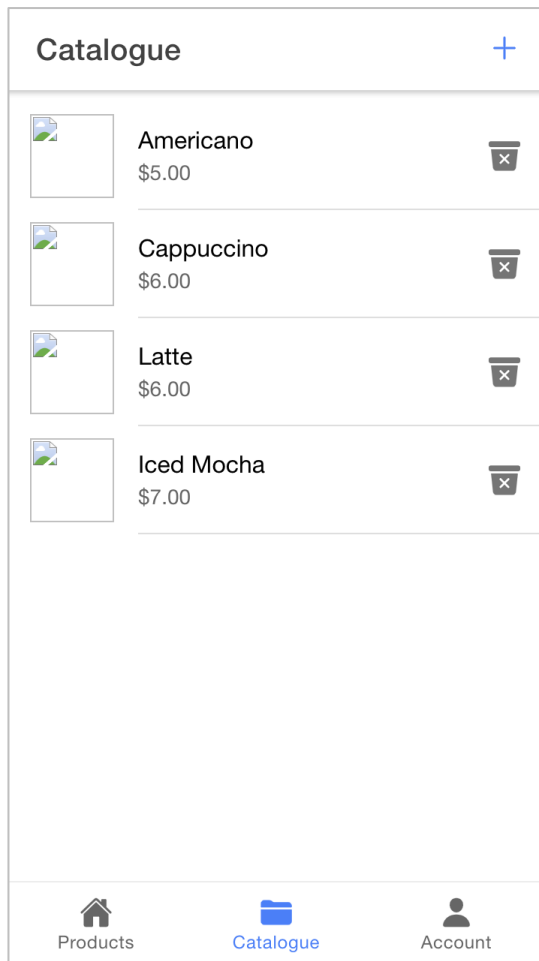 Catalogue
Americano
$5.00
Cappuccino
$6.00
Latte
$6.00
Iced Mocha
$7.00
Products
Catalogue
Account